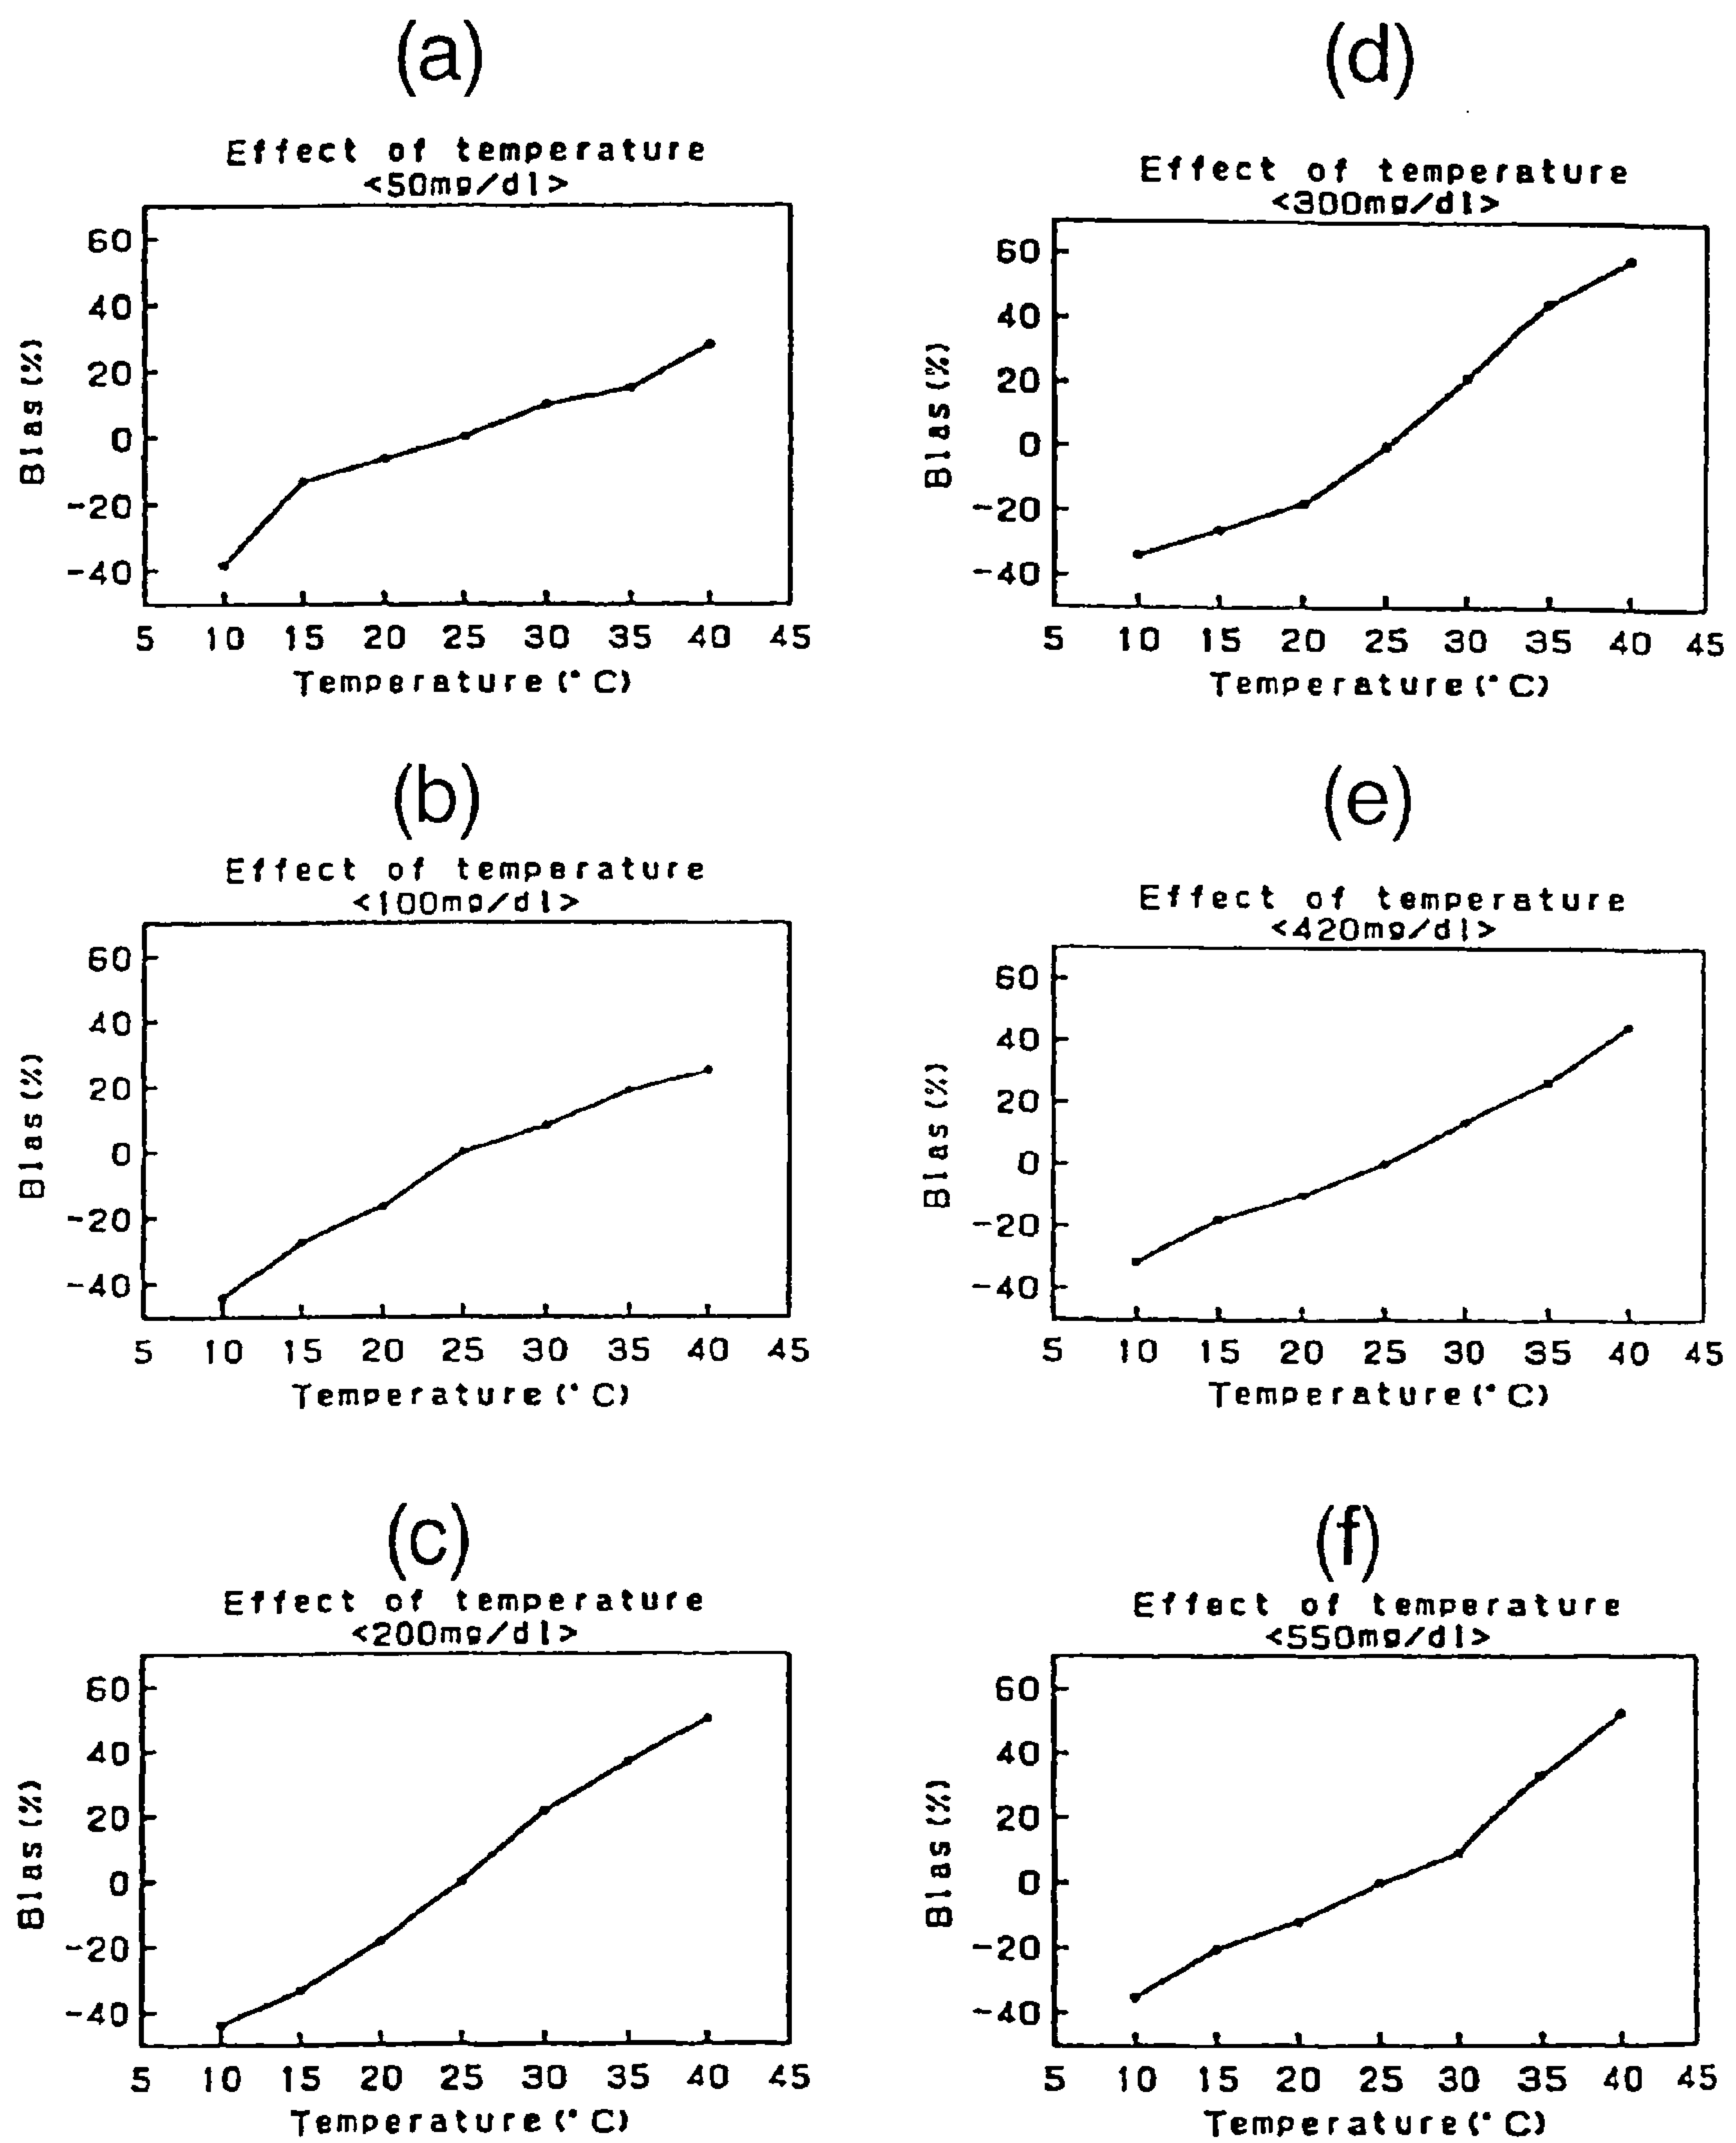 (a)
Effect of temperature
<50mg/dl>
60
40
20
0
-20
-40
Bias(%)
5 10 15 20 25 30 35 40 45
Temperature(°C)
(b)
Effect of temperature
<100mg/dl>
60
40
20
0
-20
-40
Bias(%)
5 10 15 20 25 30 35 40 45
Temperature(°C)
(c)
Effect of temperature
<200mg/dl>
60
40
20
0
-20
-40
Bias(%)
5 10 15 20 25 30 35 40 45
Temperature(°C)
(d)
Effect of temperature
<300mg/dl>
60
40
20
0
-20
-40
Bias(%)
5 10 15 20 25 30 35 40 45
Temperature(°C)
(e)
Effect of temperature
<420mg/dl>
60
40
20
0
-20
-40
Bias(%)
5 10 15 20 25 30 35 40 45
Temperature(°C)
(f)
Effect of temperature
<550mg/dl>
60
40
20
0
-20
-40
Bias(%)
5 10 15 20 25 30 35 40 45
Temperature(°C)